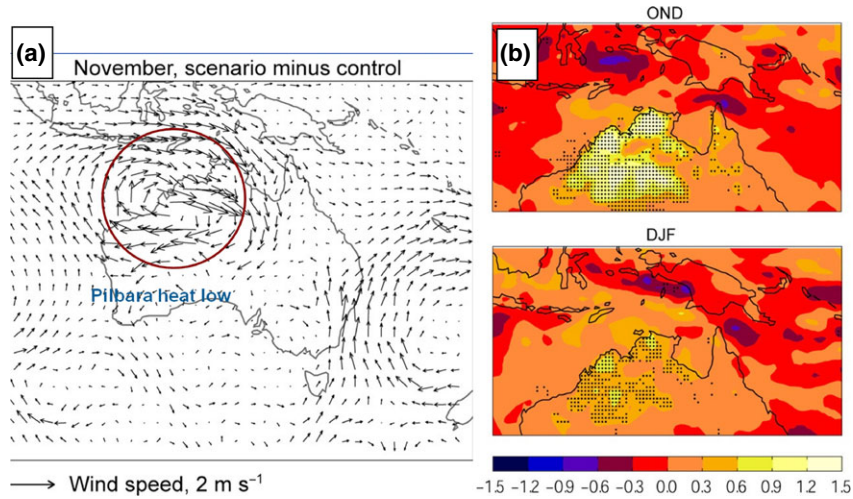 (a)
November, scenario minus control
Pilbara heat low
Wind speed, 2 m s⁻¹
(b)
OND
DJF
−1.5 −1.2 −0.9 −0.6 −0.3 0.0 0.3 0.6 0.9 1.2 1.5